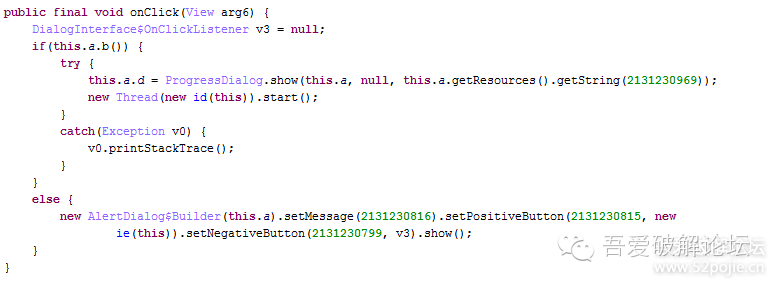 public final void onClick(View arg6) {
    DialogInterface$OnClickListener v3 = null;
    if(this.a.b()) {
        try {
            this.a.d = ProgressDialog.show(this.a, null, this.a.getResources().getString(2131230969));
            new Thread(new id(this)).start();
        }
        catch(Exception v0) {
            v0.printStackTrace();
        }
    }
    else {
        new AlertDialog$Builder(this.a).setMessage(2131230816).setPositiveButton(2131230815, new
                ie(this)).setNegativeButton(2131230799, v3).show();
    }
}
吾爱破解论坛
www.52pojie.cn